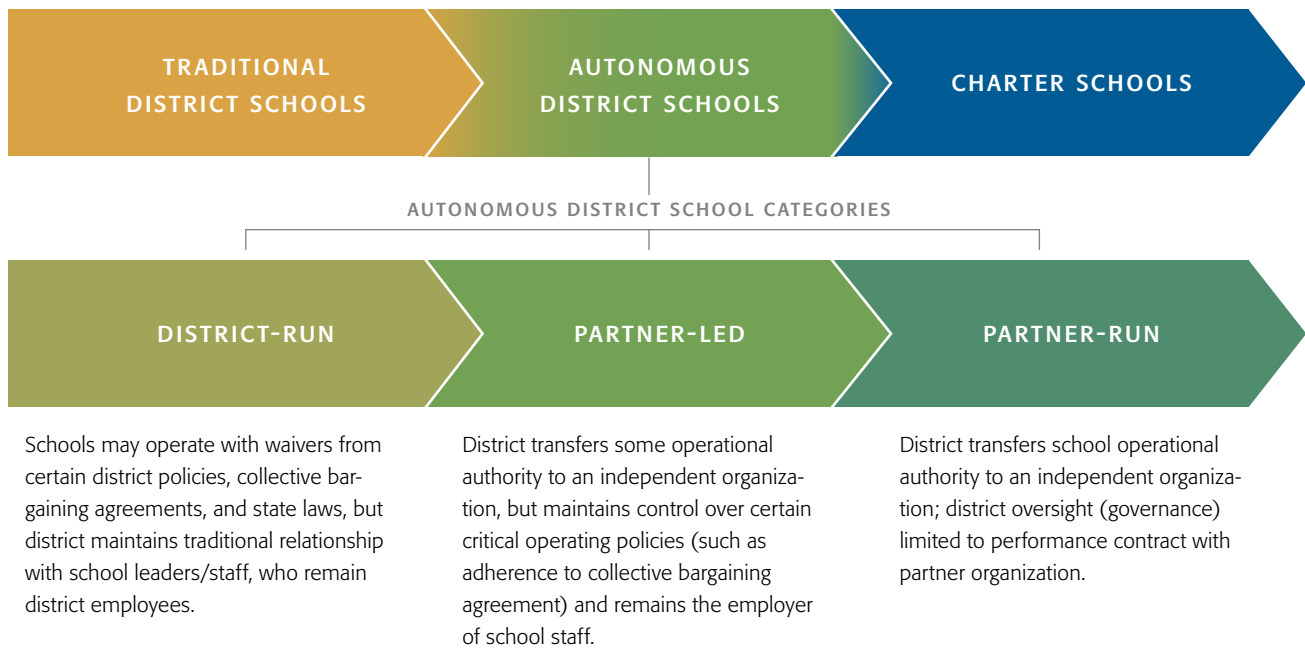 TRADITIONAL
DISTRICT SCHOOLS
AUTONOMOUS
DISTRICT SCHOOLS
CHARTER SCHOOLS
AUTONOMOUS DISTRICT SCHOOL CATEGORIES
DISTRICT-RUN
PARTNER-LED
PARTNER-RUN
Schools may operate with waivers from
certain district policies, collective bar-
gaining agreements, and state laws, but
district maintains traditional relationship
with school leaders/staff, who remain
district employees.
District transfers some operational
authority to an independent organiza-
tion, but maintains control over certain
critical operating policies (such as
adherence to collective bargaining
agreement) and remains the employer
of school staff.
District transfers school operational
authority to an independent organiza-
tion; district oversight (governance)
limited to performance contract with
partner organization.